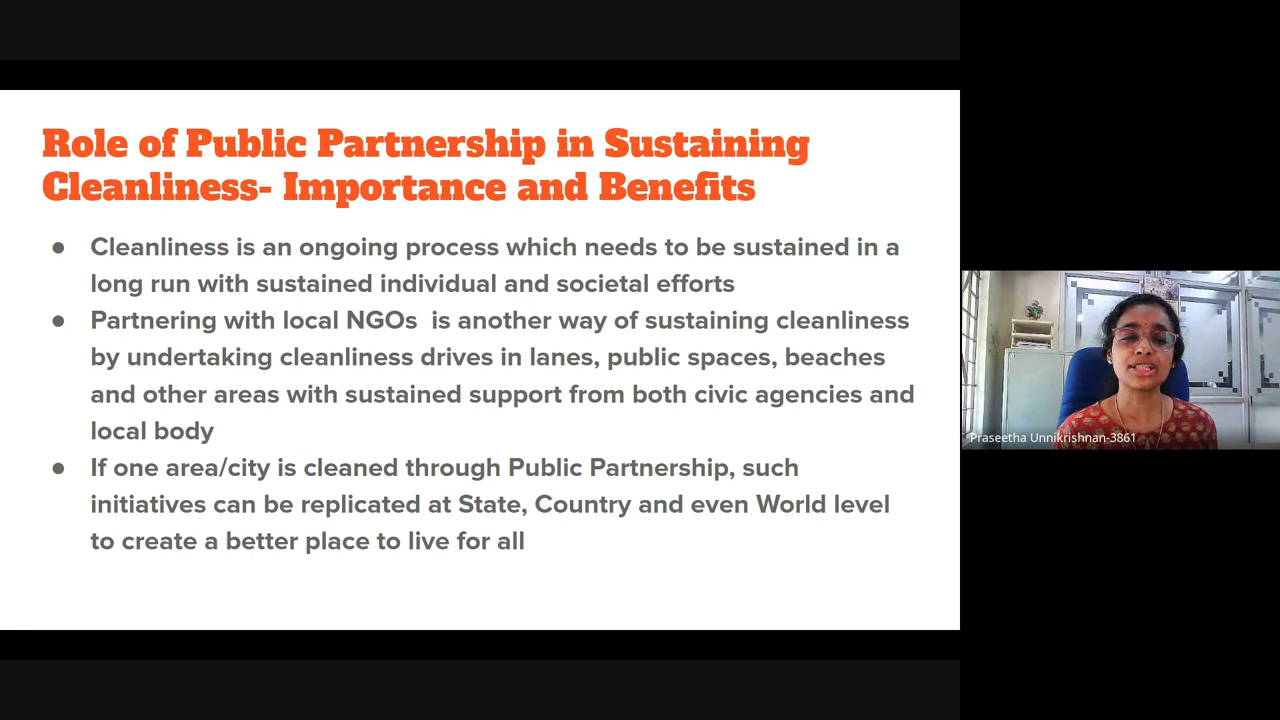 Role of Public Partnership in Sustaining
Cleanliness- Importance and Benefits
● Cleanliness is an ongoing process which needs to be sustained in a
long run with sustained individual and societal efforts
● Partnering with local NGOs  is another way of sustaining cleanliness
by undertaking cleanliness drives in lanes, public spaces, beaches
and other areas with sustained support from both civic agencies and
local body
● If one area/city is cleaned through Public Partnership, such
initiatives can be replicated at State, Country and even World level
to create a better place to live for all
Praseetha Unnikrishnan-3861